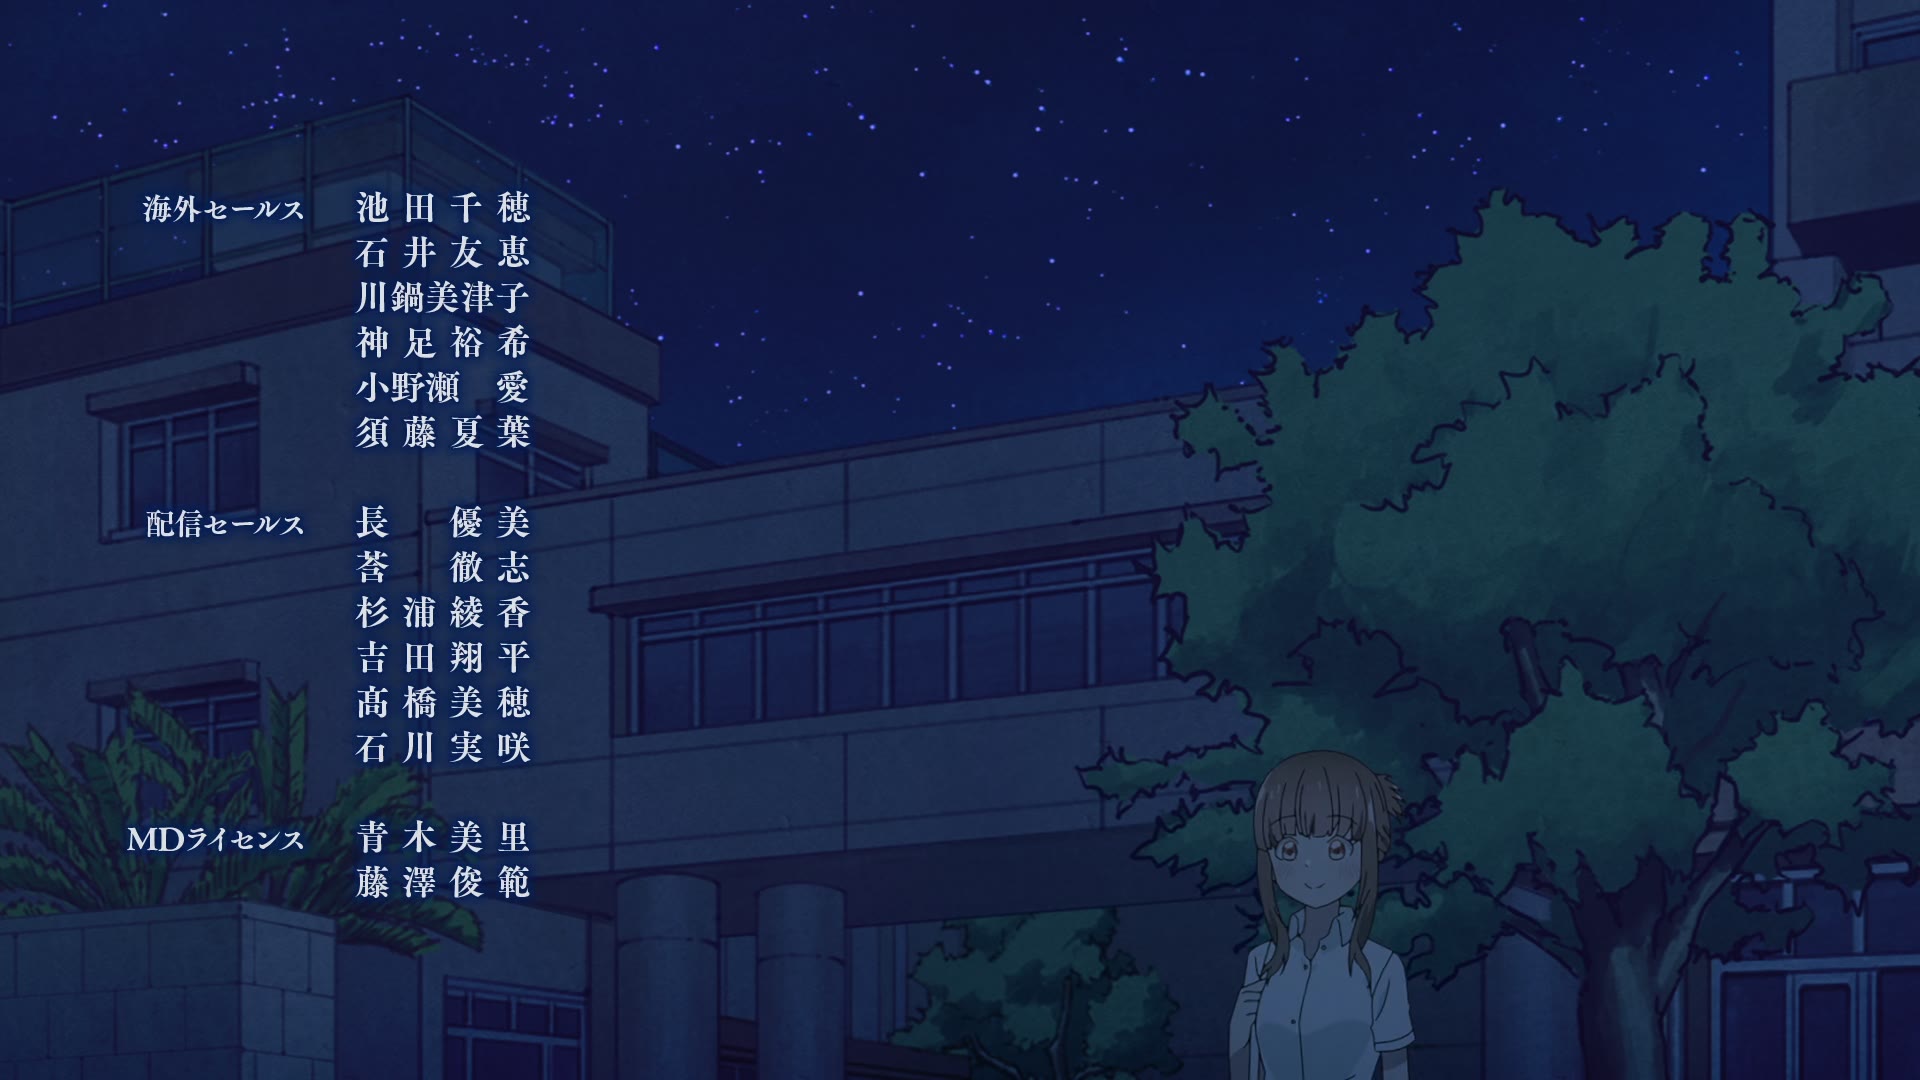 海外セールス 池田千穂
石井友恵
川鍋美津子
神足裕希
小野瀬 愛
須藤夏葉
配信セールス 長 優美
荅 徹志
杉浦綾香
吉田翔平
髙橋美穂
石川実咲
MDライセンス 青木美里
藤澤俊範